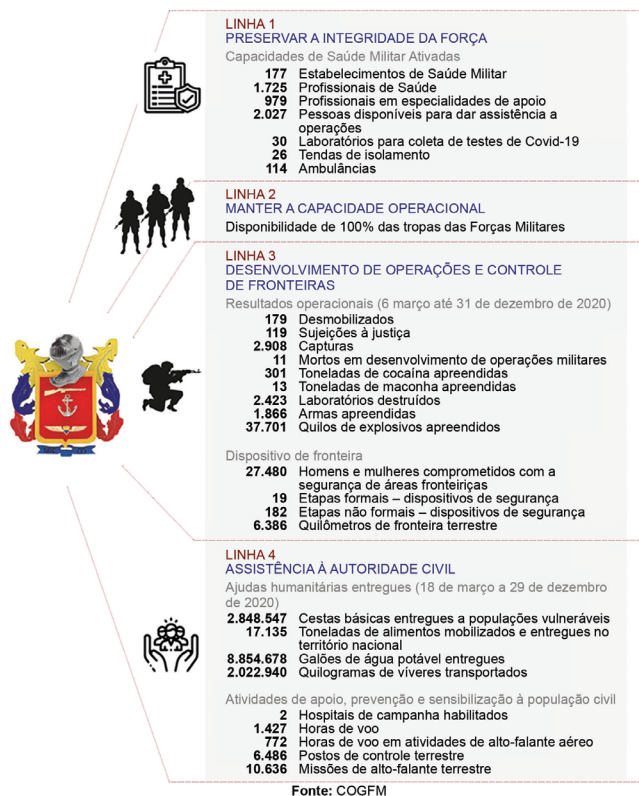 LINHA 1
PRESERVAR A INTEGRIDADE DA FORÇA
Capacidades de Saúde Militar Ativadas
177 Estabelecimentos de Saúde Militar
1.725 Profissionais de Saúde
979 Profissionais em especialidades de apoio
2.027 Pessoas disponíveis para dar assistência a
operações
30 Laboratórios para coleta de testes de Covid-19
26 Tendas de isolamento
114 Ambulâncias
LINHA 2
MANTER A CAPACIDADE OPERACIONAL
Disponibilidade de 100% das tropas das Forças Militares
LINHA 3
DESENVOLVIMENTO DE OPERAÇÕES E CONTROLE
DE FRONTEIRAS
Resultados operacionais (6 março até 31 de dezembro de 2020)
179 Desmobilizados
119 Sujeições à justiça
2.908 Capturas
11 Mortos em desenvolvimento de operações militares
301 Toneladas de cocaína apreendidas
13 Toneladas de maconha apreendidas
2.423 Laboratórios destruídos
1.866 Armas apreendidas
37.701 Quilos de explosivos apreendidos
Dispositivo de fronteira
27.480 Homens e mulheres comprometidos com a
segurança de áreas fronteiriças
19 Etapas formais – dispositivos de segurança
182 Etapas não formais – dispositivos de segurança
6.386 Quilômetros de fronteira terrestre
LINHA 4
ASSISTÊNCIA À AUTORIDADE CIVIL
Ajudas humanitárias entregues (18 de março a 29 de dezembro
de 2020)
2.848.547 Cestas básicas entregues a populações vulneráveis
17.135 Toneladas de alimentos mobilizados e entregues no
território nacional
8.854.678 Galões de água potável entregues
2.022.940 Quilogramas de víveres transportados
Atividades de apoio, prevenção e sensibilização à população civil
2 Hospitais de campanha habilitados
1.427 Horas de voo
772 Horas de voo em atividades de alto-falante aéreo
6.486 Postos de controle terrestre
10.636 Missões de alto-falante terrestre
Fonte: COGFM